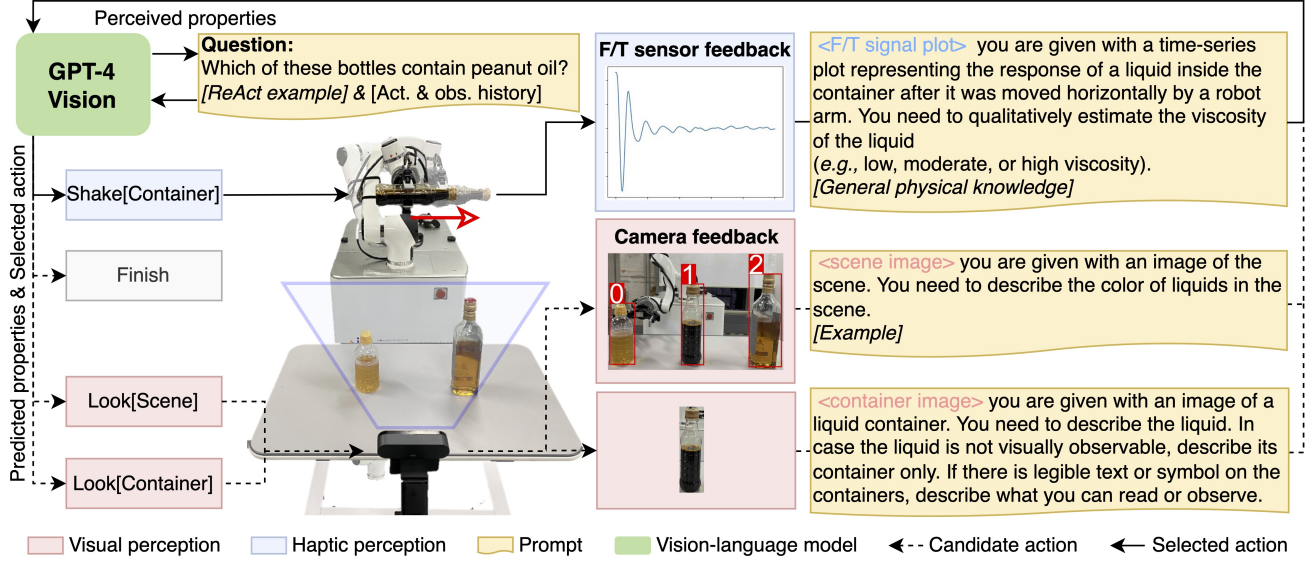 Perceived properties
GPT-4
Vision
Question:
Which of these bottles contain peanut oil?
[ReAct example] & [Act. & obs. history]
F/T sensor feedback
<F/T signal plot> you are given with a time-series
plot representing the response of a liquid inside the
container after it was moved horizontally by a robot
arm. You need to qualitatively estimate the viscosity
of the liquid
(e.g., low, moderate, or high viscosity).
[General physical knowledge]
Predicted properties & Selected action
Shake[Container]
Finish
Look[Scene]
Look[Container]
Camera feedback
0
1
2
<scene image> you are given with an image of the
scene. You need to describe the color of liquids in the
scene.
[Example]
<container image> you are given with an image of a
liquid container. You need to describe the liquid. In
case the liquid is not visually observable, describe its
container only. If there is legible text or symbol on the
containers, describe what you can read or observe.
Visual perception
Haptic perception
Prompt
Vision-language model
Candidate action
Selected action